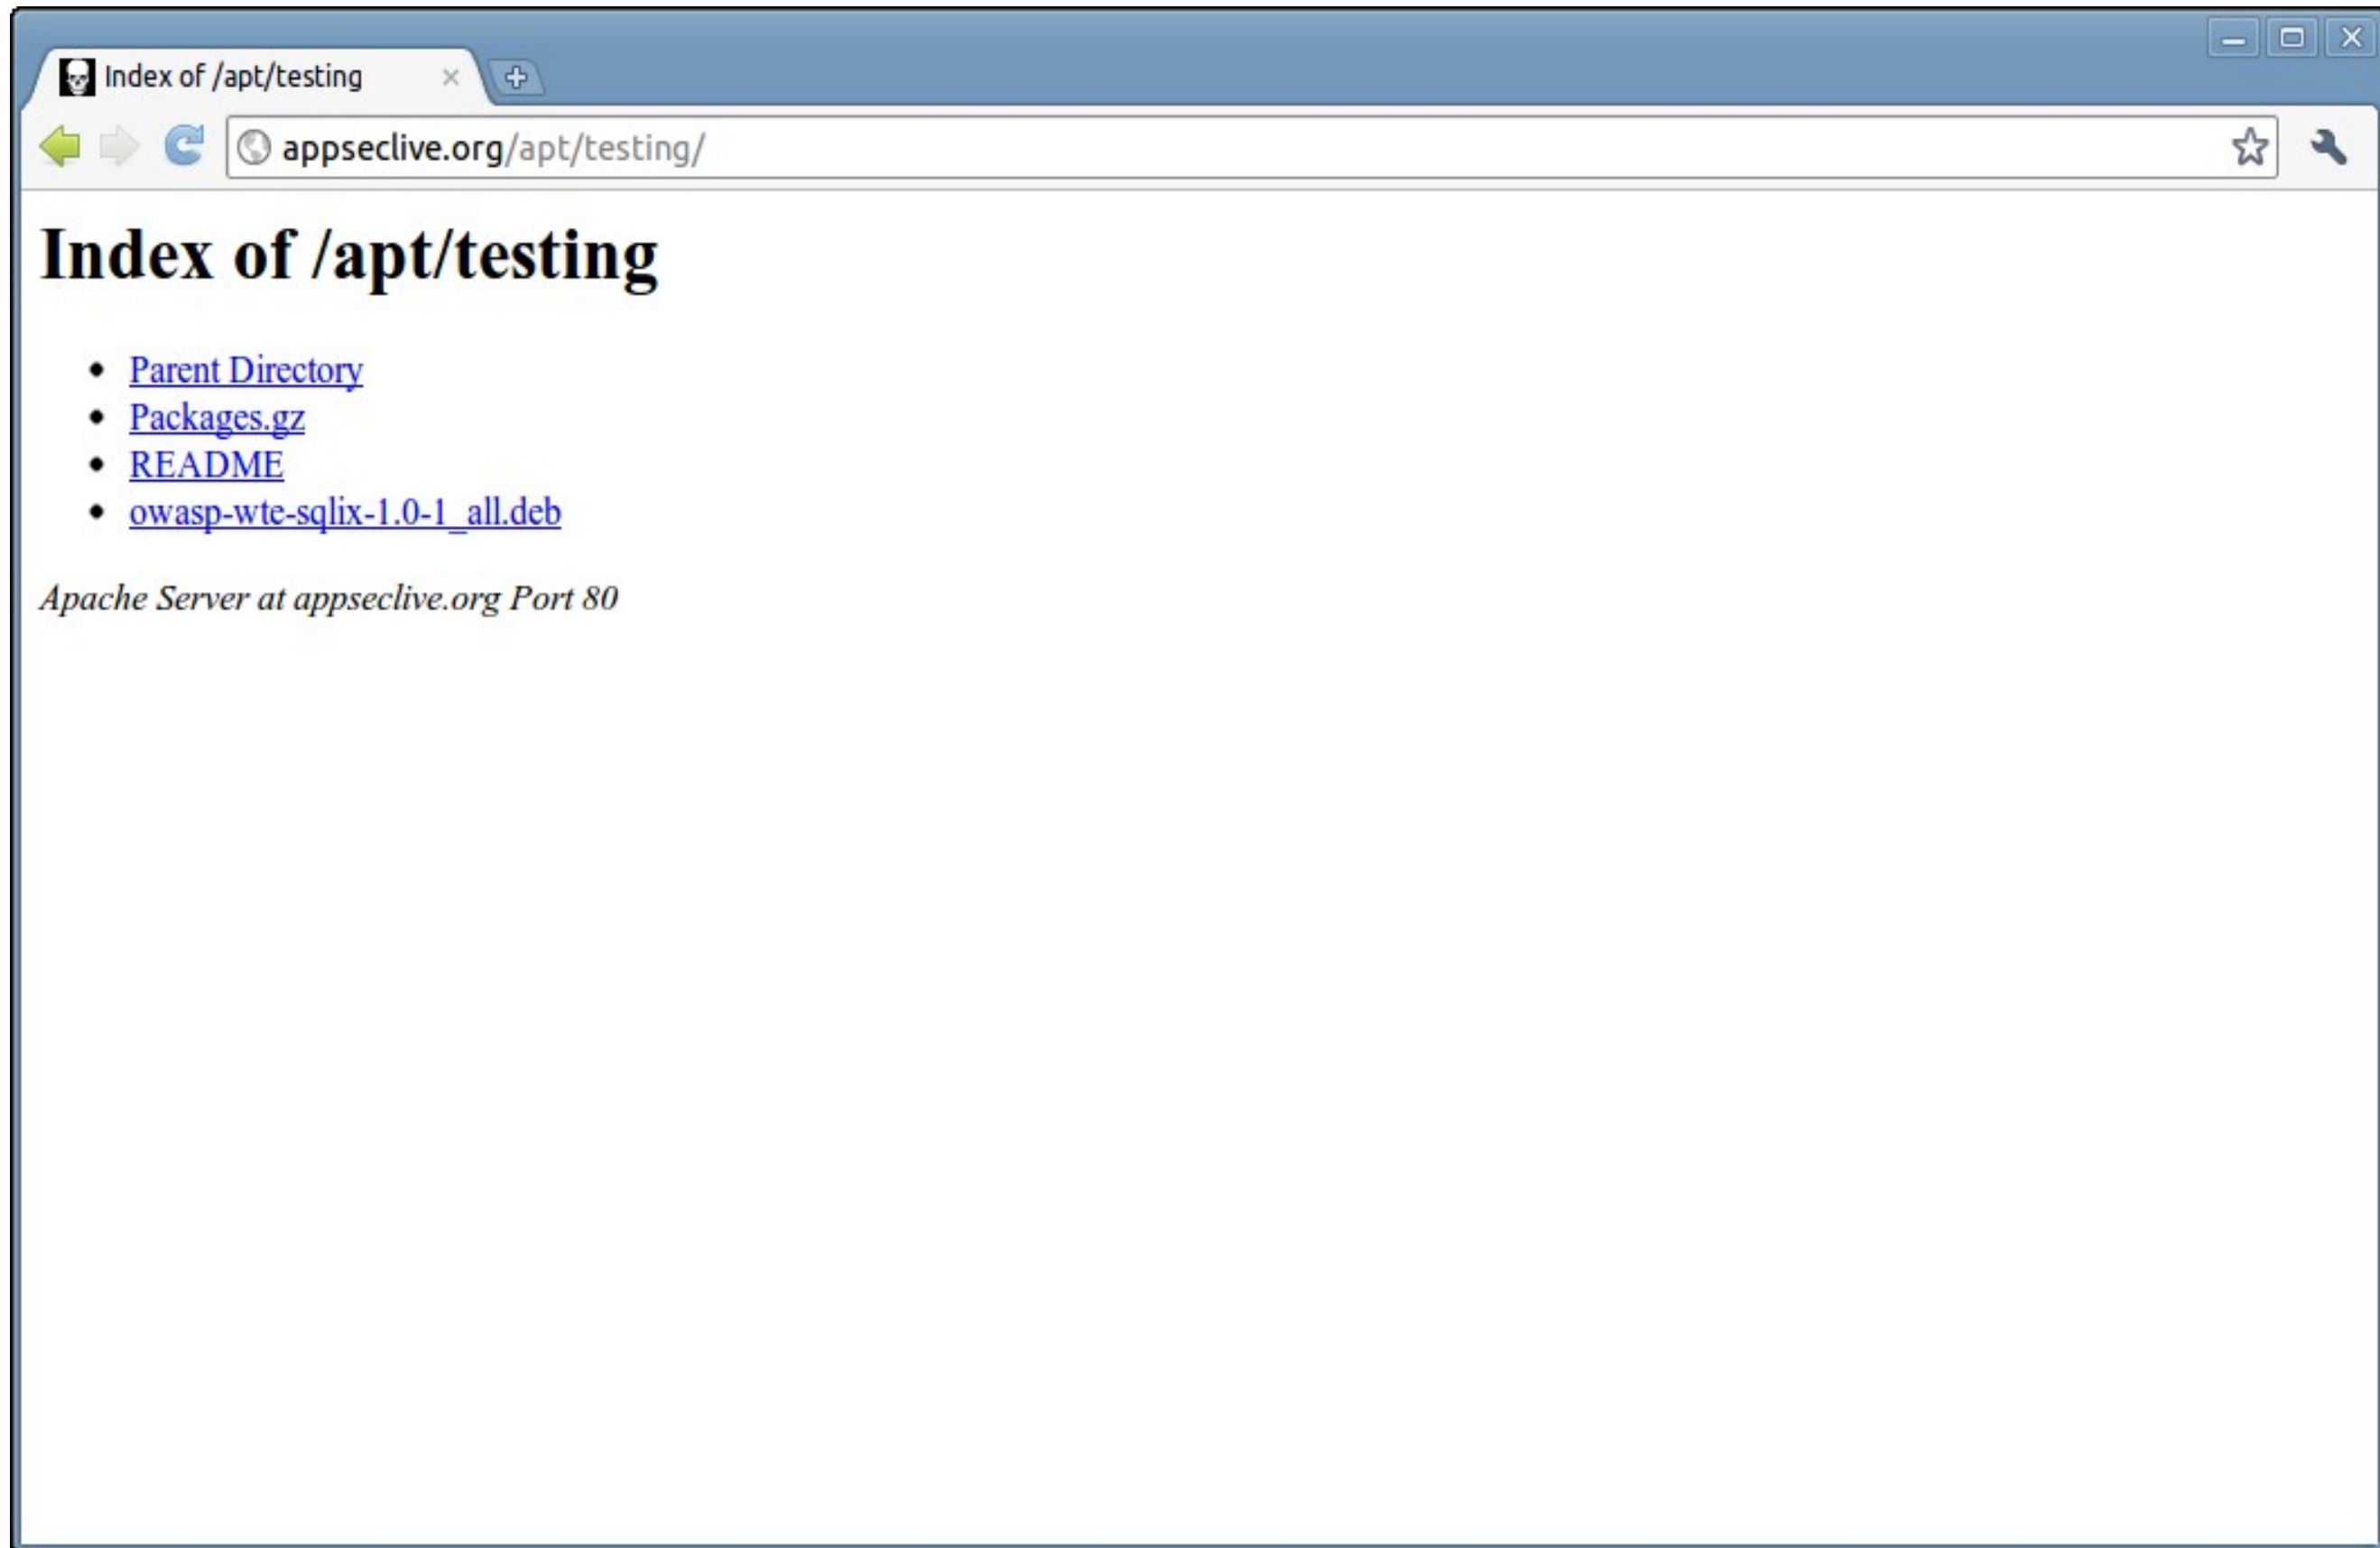 Index of /apt/testing
appseclive.org/apt/testing/
Index of /apt/testing
Parent Directory
Packages.gz
README
owasp-wte-sqlix-1.0-1_all.deb
Apache Server at appseclive.org Port 80